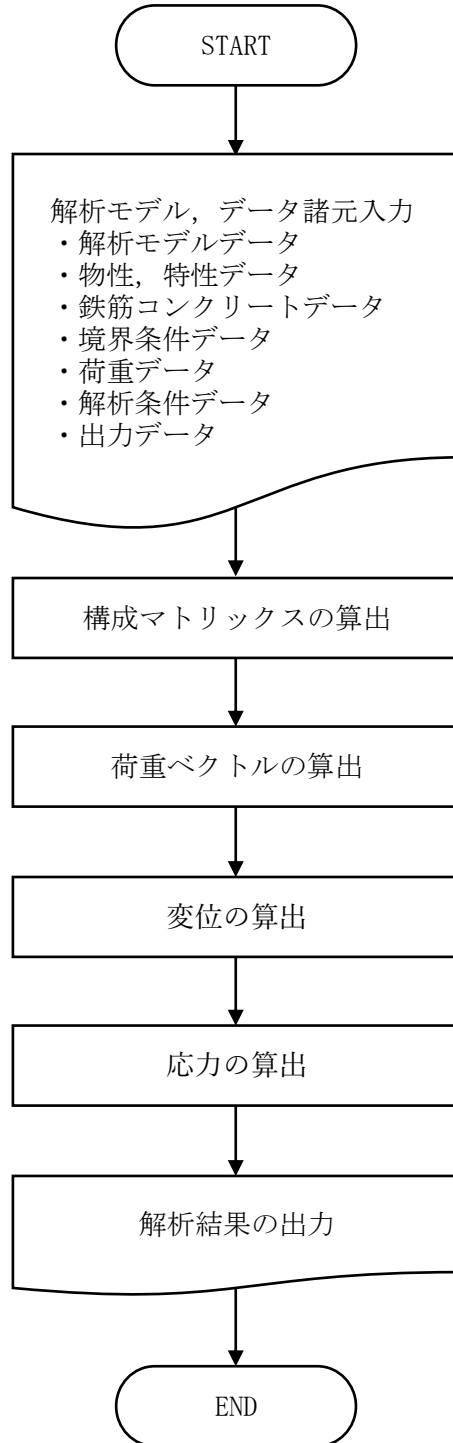 START
解析モデル，データ諸元入力
・解析モデルデータ
・物性，特性データ
・鉄筋コンクリートデータ
・境界条件データ
・荷重データ
・解析条件データ
・出力データ
構成マトリックスの算出
荷重ベクトルの算出
変位の算出
応力の算出
解析結果の出力
END